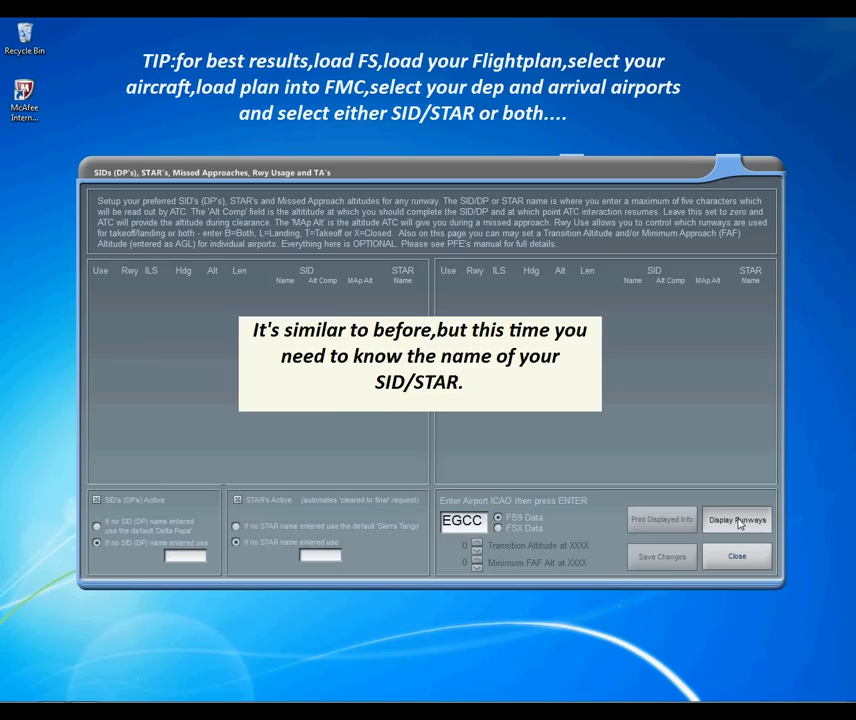 Recycle Bin
McAfee
Intern...
TIP:for best results,load FS,load your Flightplan,select your
aircraft,load plan into FMC,select your dep and arrival airports
and select either SID/STAR or both....
SIDs (DP's), STAR's, Missed Approaches, Rwy Usage and TA's
Setup your preferred SID's (DP's), STAR's and Missed Approach altitudes for any runway. The SID/DP or STAR name is where you enter a maximum of five characters which
will be read out by ATC. The 'Alt Comp' field is the altititude at which you should complete the SID/DP and at which point ATC interaction resumes. Leave this set to zero and
ATC will provide the altitude during clearance. The 'MAp Alt' is the altitude ATC will give you during a missed approach. Rwy Use allows you to control which runways are used
for takeoff/landing or both - enter B=Both, L=Landing, T=Takeoff or X=Closed. Also on this page you can may set a Transition Altitude and/or Minimum Approach (FAF)
Altitude (entered as AGL) for individual airports. Everything here is OPTIONAL. Please see PFE's manual for full details.
Use Rwy ILS Hdg Alt Len SID STAR
Name Alt Comp MAp Alt Name
Use Rwy ILS Hdg Alt Len SID STAR
Name Alt Comp MAp Alt Name
It's similar to before,but this time you
need to know the name of your
SID/STAR.
SID's (DP's) Active
If no SID (DP) name entered
use the default 'Delta Papa'
If no SID (DP) name entered use
STAR's Active (automates 'cleared to final' request)
If no STAR name entered use the default 'Sierra Tango'
If no STAR name entered use
Enter Airport ICAO then press ENTER
EGCC
FS9 Data
FSX Data
0 Transition Altitude at XXXX
0 Minimum FAF Alt at XXXX
Print Displayed Info
Display Runways
Save Changes
Close